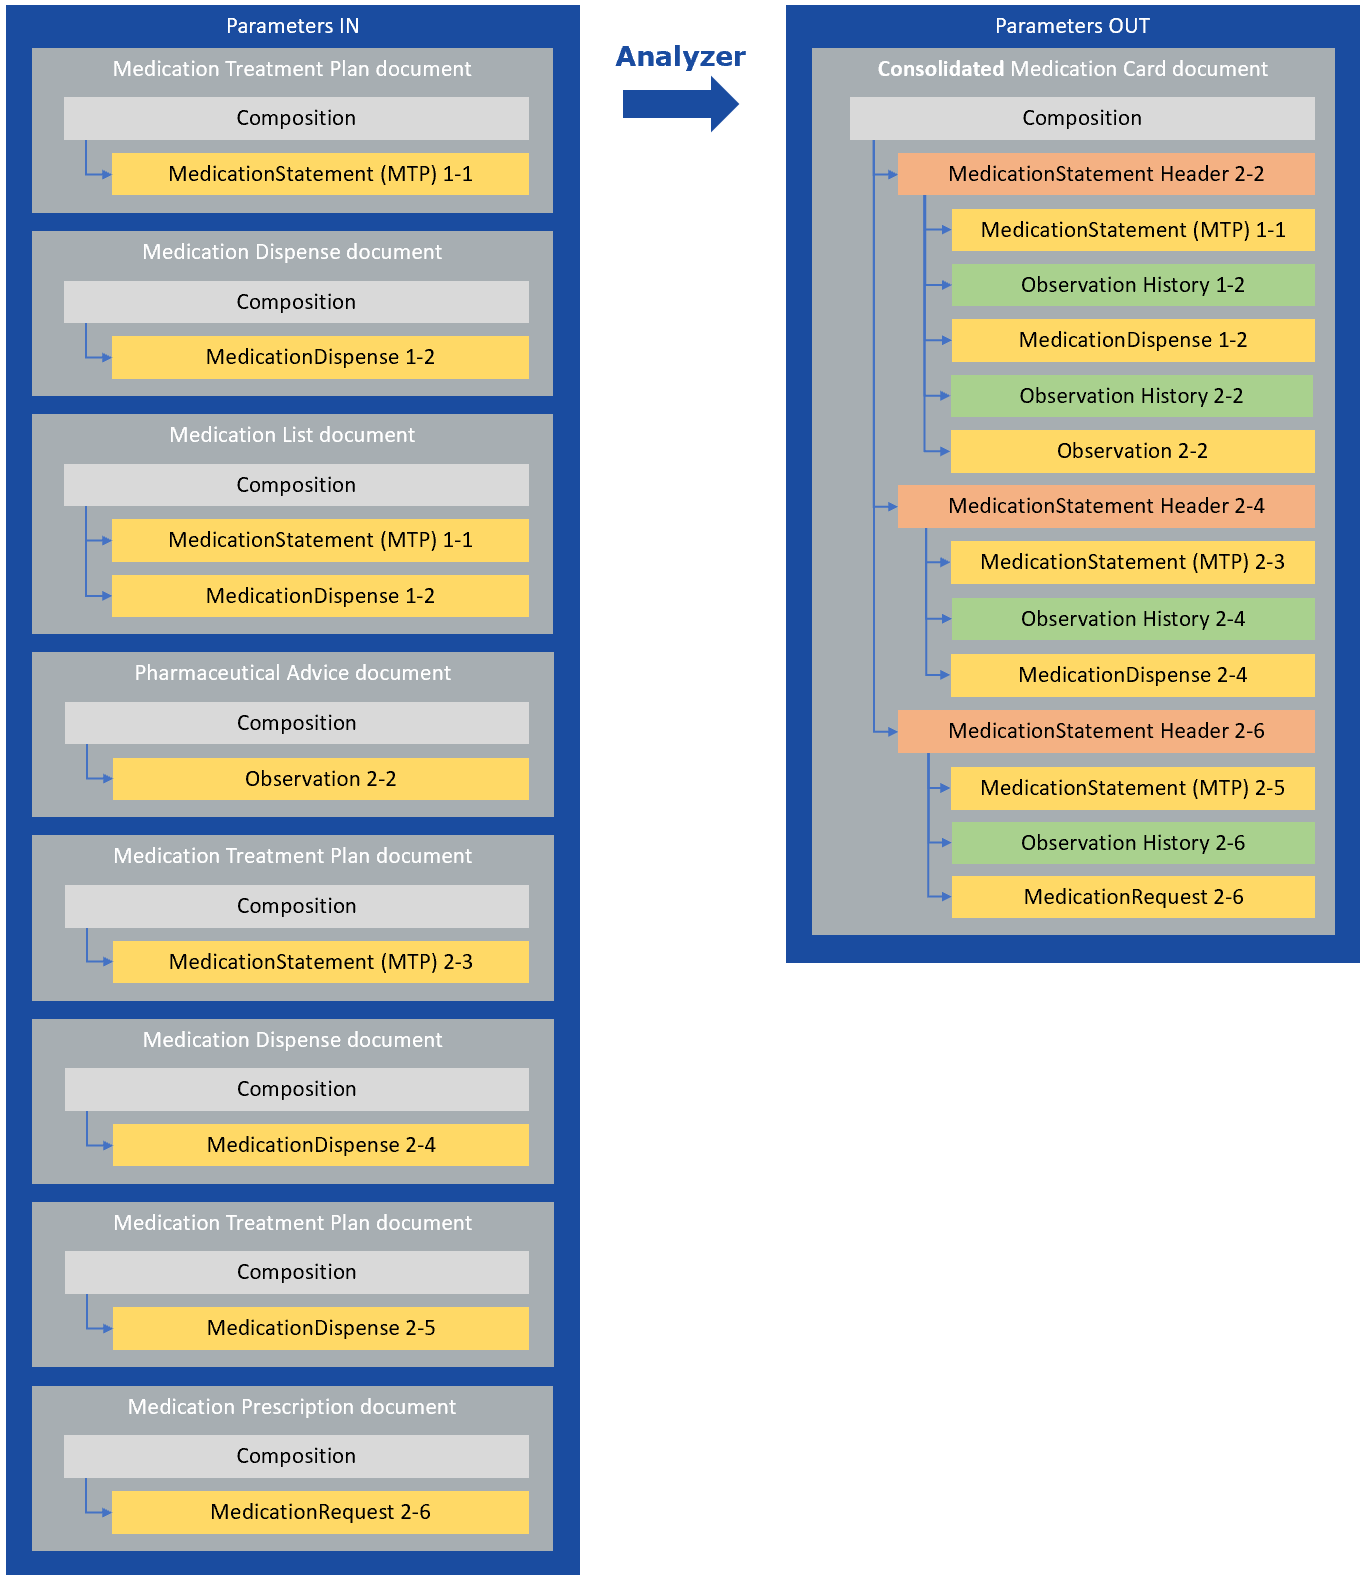 Parameters IN
Medication Treatment Plan document
Composition
MedicationStatement (MTP) 1-1
Medication Dispense document
Composition
MedicationDispense 1-2
Medication List document
Composition
MedicationStatement (MTP) 1-1
MedicationDispense 1-2
Pharmaceutical Advice document
Composition
Observation 2-2
Medication Treatment Plan document
Composition
MedicationStatement (MTP) 2-3
Medication Dispense document
Composition
MedicationDispense 2-4
Medication Treatment Plan document
Composition
MedicationDispense 2-5
Medication Prescription document
Composition
MedicationRequest 2-6
Analyzer
Parameters OUT
Consolidated Medication Card document
Composition
MedicationStatement Header 2-2
MedicationStatement (MTP) 1-1
Observation History 1-2
MedicationDispense 1-2
Observation History 2-2
Observation 2-2
MedicationStatement Header 2-4
MedicationStatement (MTP) 2-3
Observation History 2-4
MedicationDispense 2-4
MedicationStatement Header 2-6
MedicationStatement (MTP) 2-5
Observation History 2-6
MedicationRequest 2-6